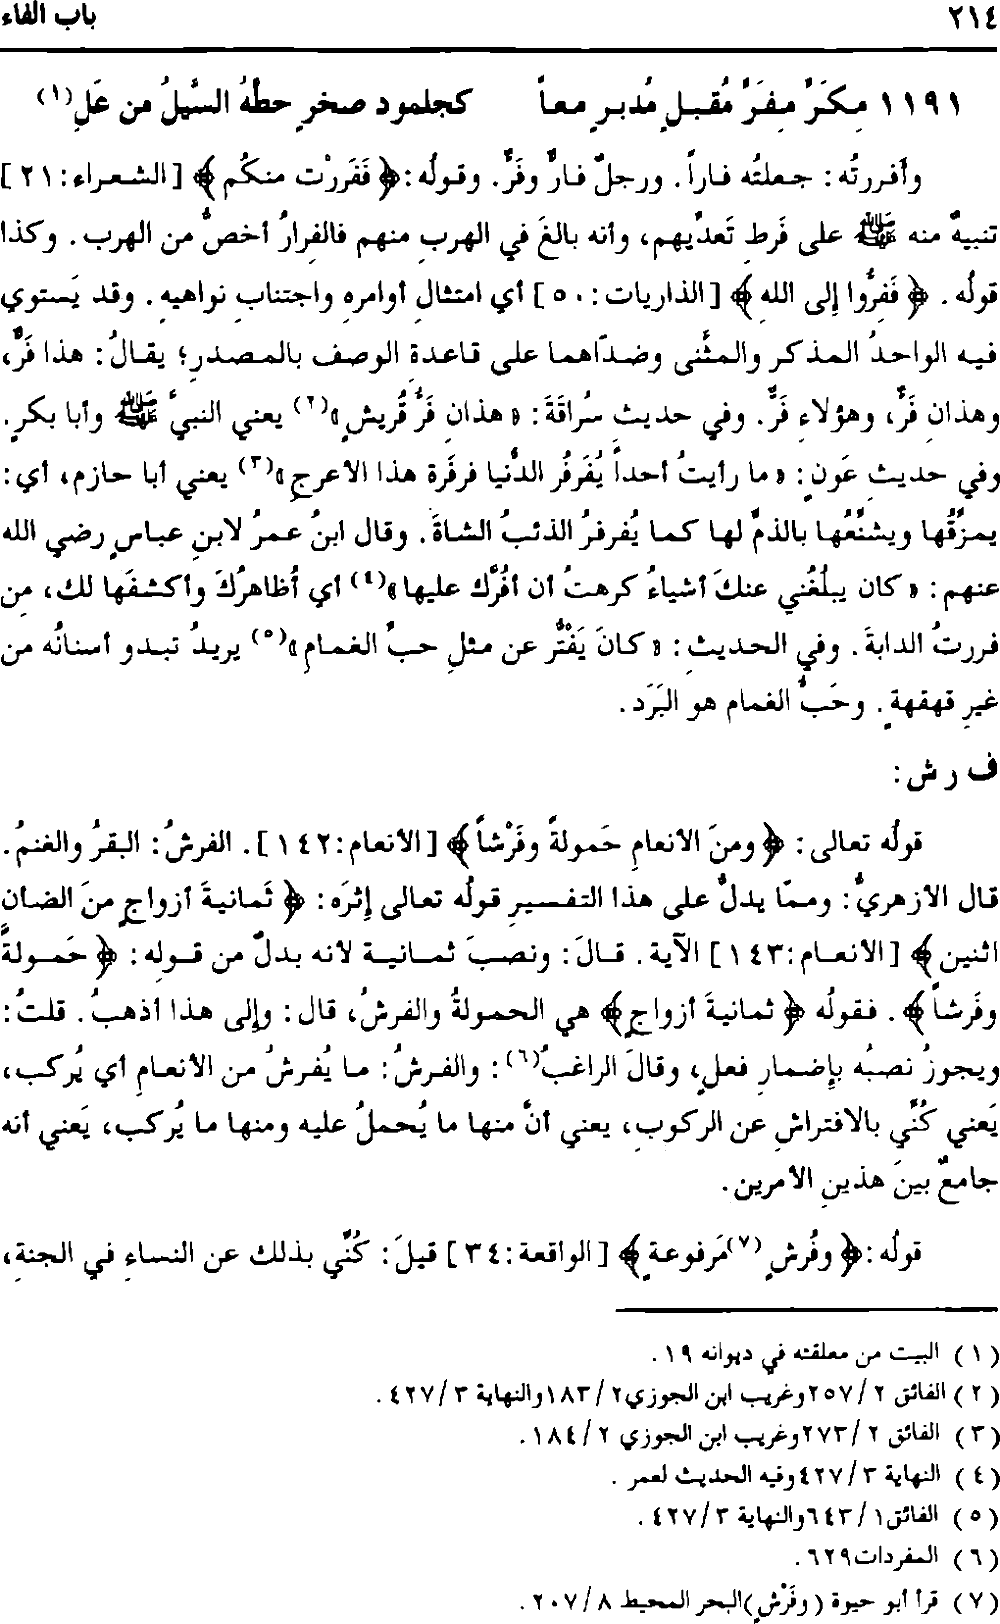 ٢١٤ باب الفاء
١١٩١ مِكَرٍّ مِفَرٍّ مُقبلٍ مُدبرٍ معاً كجلمود صخرٍ حطَّهُ السَّيلُ من عَلِ(١)
وأفررتُه: جعلتُه فاراً. ورجلٌ فارٌّ وفَرٌّ. وقولُه: ﴿ فَفَررْت منكُم ﴾ [الشعراء: ٢١]
تنبيهٌ منه ﷺ على فَرطِ تَعدِّيهم، وأنه بالغَ في الهربِ منهم فالفِرارُ أخصُّ من الهرب. وكذا
قولُه. ﴿ فَفِرُّوا إلى اللهِ ﴾ [الذاريات: ٥٠] أي امتثالِ أوامرهِ واجتنابِ نواهيهِ. وقد يَستوي
فيه الواحدُ المذكر والمثَّنى وضدّاهما على قاعدةِ الوصف بالمصدرِ؛ يقالُ: هذا فَرٌّ،
وهذانِ فَرٌّ، وهؤلاءِ فَرٌّ. وفي حديث سُراقَةَ: « هذانِ فَرُّ قُريشٍ »(٢) يعني النبيَّ ﷺ وأبا بكرٍ.
وفي حديثِ عَونٍ: « ما رأيتُ أحداً يُفَرفُر الدُّنيا فرفَرة هذا الأعرجِ »(٣) يعني أبا حازم، أي:
يمزِّقُها ويشنِّعُها بالذمِّ لها كما يُفرفرُ الذئبُ الشاةَ. وقال ابنُ عمرُ لابنِ عباسٍ رضي الله
عنهم: « كان يبلُغُني عنكَ أشياءُ كرهتُ أن أفُرَّك عليها »(٤) أي أُظاهرُكَ وأكشفَها لك، مِن
فررتُ الدابةَ. وفي الحديثِ: « كانَ يَفْتَرُّ عن مثلِ حبِّ الغمامِ »(٥) يريدُ تبدو أسنانُه من
غيرِ قهقهةٍ. وحَبُّ الغمام هو البَرَد.
ف ر ش:
قولُه تعالى: ﴿ ومنَ الأنعامِ حَمولةً وفَرْشاً ﴾ [الأنعام: ١٤٢]. الفرشُ: البقرُ والغنمُ.
قال الأزهريُّ: وممّا يدلُّ على هذا التفسيرِ قولُه تعالى إثرَه: ﴿ ثَمانيةَ أزواجٍ منَ الضأن
اثنين ﴾ [الأنعام: ١٤٣] الآية. قالَ: ونصبَ ثمانية لأنه بدلٌ من قوله: ﴿ حَمولةً
وفَرشاً ﴾. فقولُه ﴿ ثمانيةَ أزواجٍ ﴾ هي الحمولةُ والفرشُ، قال: وإلى هذا أذهبُ. قلتُ:
ويجوزُ نصبُه بإضمارِ فعلٍ، وقالَ الراغبُ(٦): والفرشُ: ما يُفرشُ من الأنعامِ أي يُركب،
يَعني كُنِّي بالافتراشِ عن الركوبِ، يعني أنَّ منها ما يُحملُ عليه ومنها ما يُركب، يَعني أنه
جامعٌ بينَ هذينِ الأمرين.
قولُه: ﴿ وفُرشٍ (٧) مَرفوعةٍ ﴾ [الواقعة: ٣٤] قيلَ: كُنِّي بذلك عن النساءِ في الجنةِ،
(١) البيت من معلقته في ديوانه ١٩.
(٢) الفائق ٢/ ٢٥٧ وغريب ابن الجوزي ٢/ ١٨٣ والنهاية ٣/ ٤٢٧.
(٣) الفائق ٢/ ٢٧٣ وغريب ابن الجوزي ٢/ ١٨٤.
(٤) النهاية ٣/ ٤٢٧ وفيه الحديث لعمر.
(٥) الفائق ١/ ٦٤٣ والنهاية ٣/ ٤٢٧.
(٦) المفردات ٦٢٩.
(٧) قرأ أبو حيوة (وفَرْشٍ) البحر المحيط ٨/ ٢٠٧.